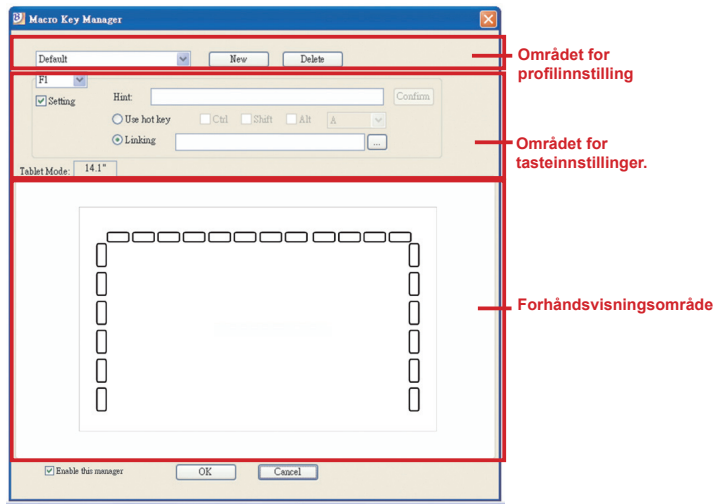 Macro Key Manager
Default
New
Delete
Området for
profilinnstilling
F1
Setting
Hint:
Confirm
Use hot key
Ctrl
Shift
Alt
A
Linking
...
Området for
tasteinnstillinger.
Tablet Mode:
14.1"
Forhåndsvisningsområde
Enable this manager
OK
Cancel